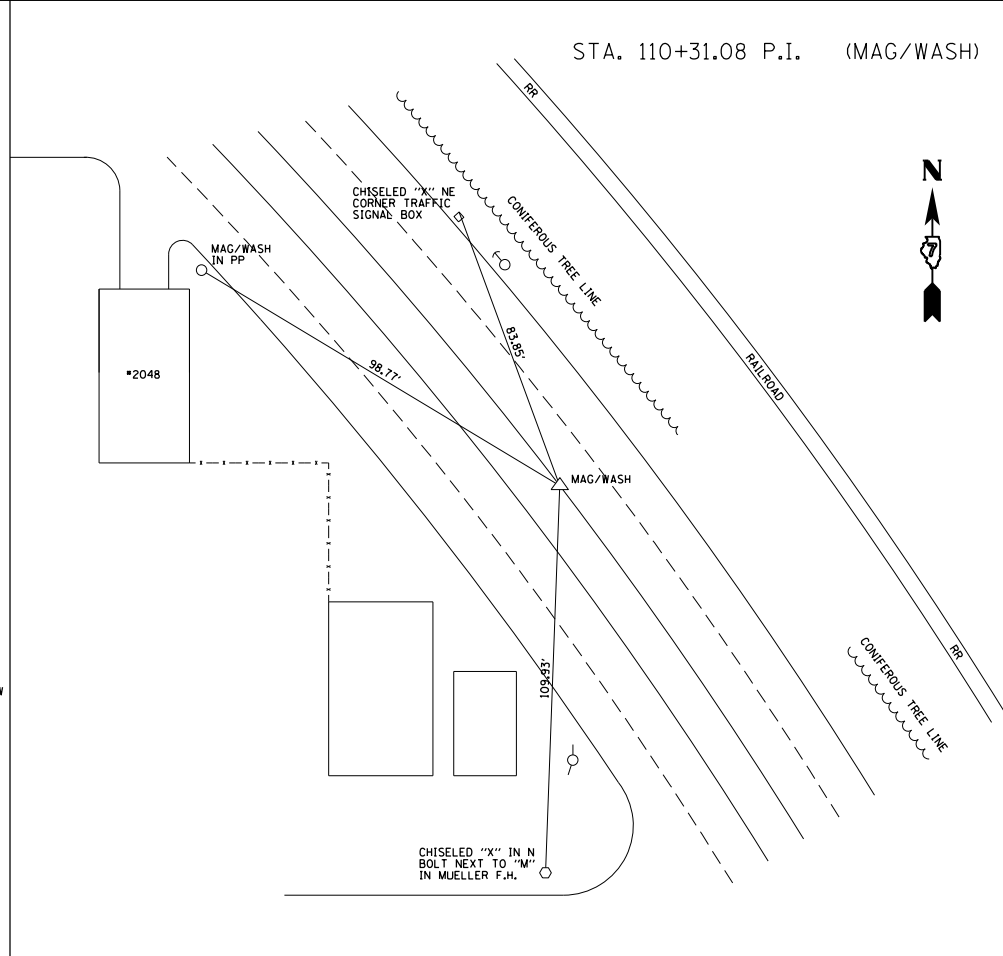 STA. 110+31.08 P.I. (MAG/WASH)
RR
N
7
CHISELED "X" NE
CORNER TRAFFIC
SIGNAL BOX
CONIFEROUS TREE LINE
MAG/WASH
IN PP
83.85'
98.77'
RAILROAD
#2048
MAG/WASH
109.93'
CONIFEROUS TREE LINE
RR
CHISELED "X" IN N
BOLT NEXT TO "M"
IN MUELLER F.H.